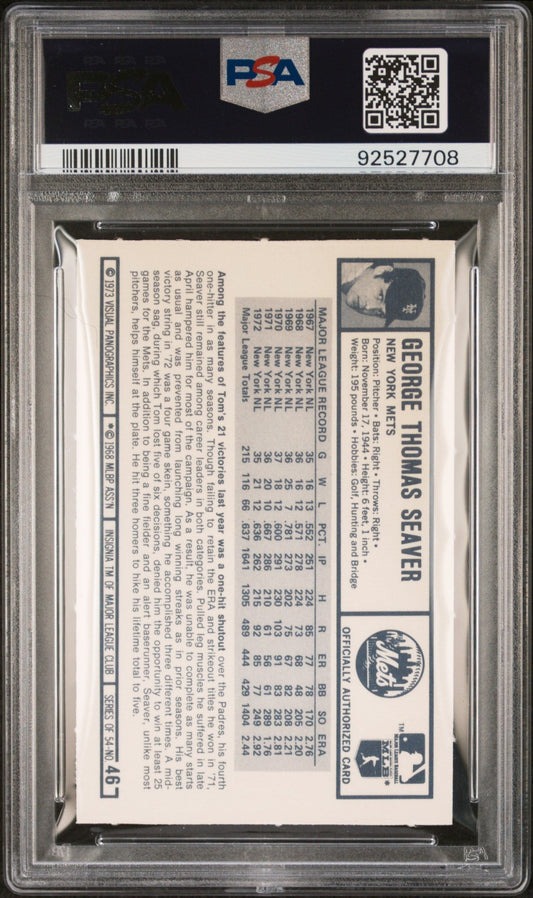 PSA
PSA
92527708
GEORGE THOMAS SEAVER
NEW YORK METS
Position: Pitcher • Bats: Right • Throws: Right •
Born: November 17, 1944 • Height: 6 feet, 1 inch •
Weight: 195 pounds • Hobbies: Golf, Hunting and Bridge
Mets
TM
MAJOR LEAGUE BASEBALL
MLB
OFFICIALLY AUTHORIZED CARD
MAJOR LEAGUE RECORD G W L PCT. IP H R ER BB SO ERA
1967 New York NL 35 16 13 .552 251 224 85 77 78 170 2.76
1968 New York NL 36 16 12 .571 278 224 73 68 48 205 2.20
1969 New York NL 36 25 7 .781 273 202 75 67 82 208 2.21
1970 New York NL 37 18 12 .600 291 230 103 91 83 283 2.81
1971 New York NL 36 20 10 .667 286 210 61 56 61 289 1.76
1972 New York NL 35 21 12 .636 262 215 92 85 77 249 2.92
Major League Totals 215 116 66 .637 1641 1305 489 444 429 1404 2.44
Among the features of Tom's 21 victories last year was a one-hit shutout over the Padres, his fourth
one-hitter in as many seasons. Though failing to retain the ERA and strikeout titles he won in '71,
Seaver still remained among career leaders in both categories. Pulled leg muscles he suffered in late
April hampered him for most of the campaign. As a result, he was unable to complete as many starts
as usual and was prevented from launching long winning streaks as in prior seasons. His best
victory string in '72 was a four game skein, something he accomplished three different times. A mid-
season sag, during which Tom lost five of six decisions, denied him the opportunity to win at least 25
games for the Mets. In addition to being a fine fielder and an alert baserunner, Seaver, unlike most
pitchers, helps himself at the plate. He hit three homers to hike his lifetime total to five.
© 1973 VISUAL PANOGRAPHICS INC. *© 1968 MLBP ASS'N INSIGNIA TM OF MAJOR LEAGUE CLUB SERIES OF 54-NO. 46